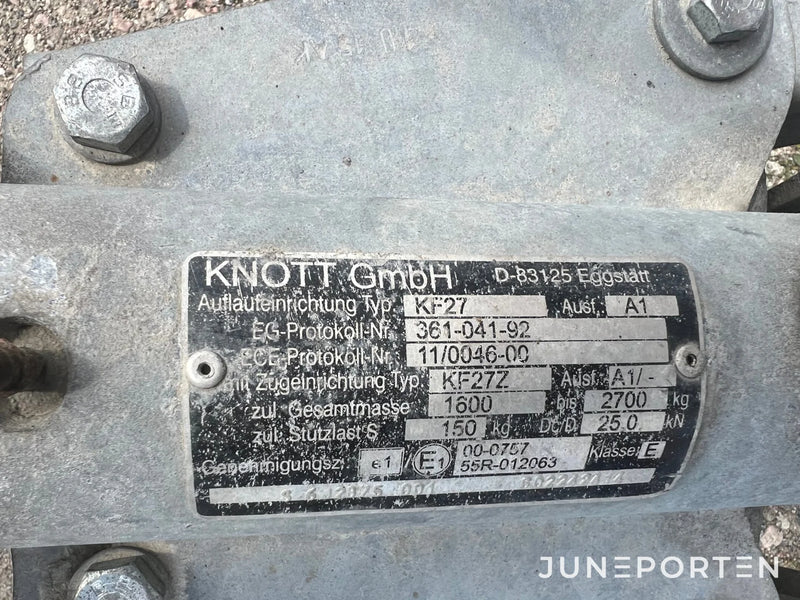 KNOTT GmbH D-83125 Eggstätt
Auflaufeinrichtung Typ KF27 Ausf. A1
EG-Protokoll-Nr. 361-041-92
ECE-Protokoll-Nr. 11/0046-00
mit Zugeinrichtung Typ KF27Z Ausf. A1/-
zul. Gesamtmasse 1600 bis 2700 kg
zul. Stützlast S 150 kg Dc/D 25.0 kN
Genehmigungsz. e1 / E1 00-0757 Klasse: E
55R-012063
JUNEPORTEN
8.8